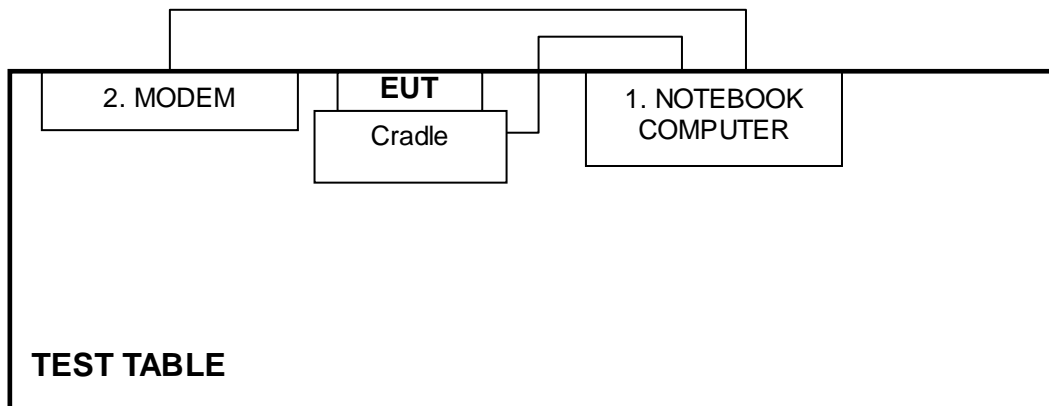 2. MODEM
EUT
Cradle
1. NOTEBOOK
COMPUTER
TEST TABLE